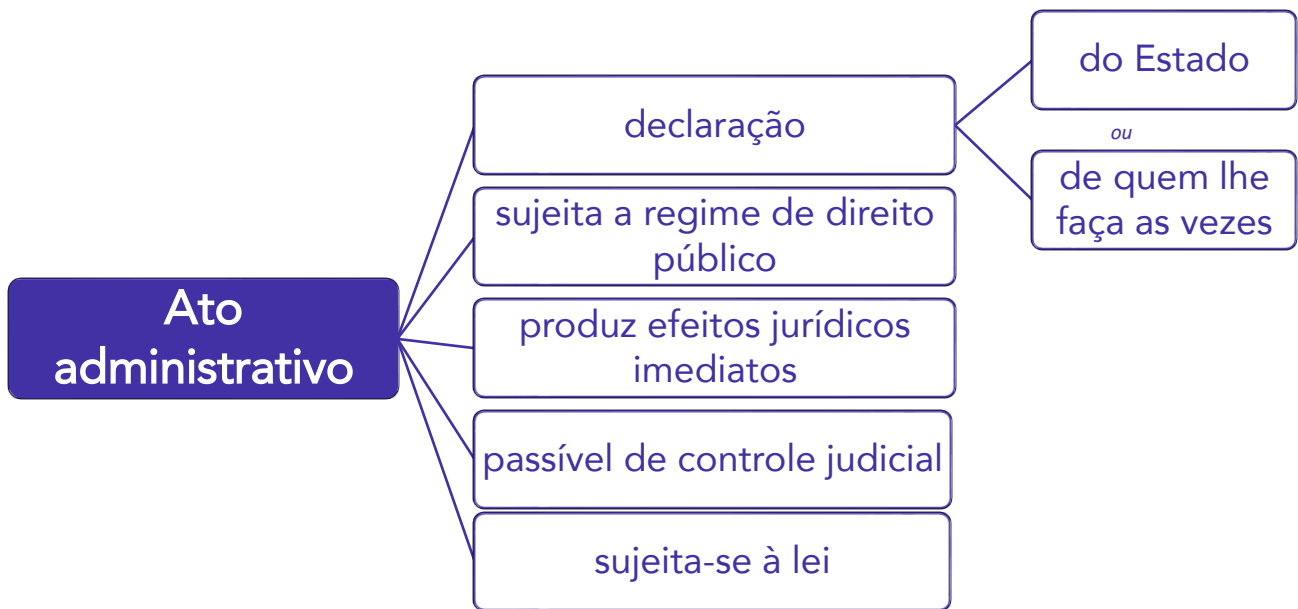 Ato
administrativo
declaração
do Estado
ou
de quem lhe
faça as vezes
sujeita a regime de direito
público
produz efeitos jurídicos
imediatos
passível de controle judicial
sujeita-se à lei